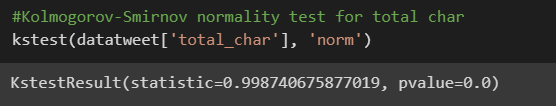 #Kolmogorov-Smirnov normality test for total char
kstest(datatweet['total_char'], 'norm')
KstestResult(statistic=0.998740675877019, pvalue=0.0)